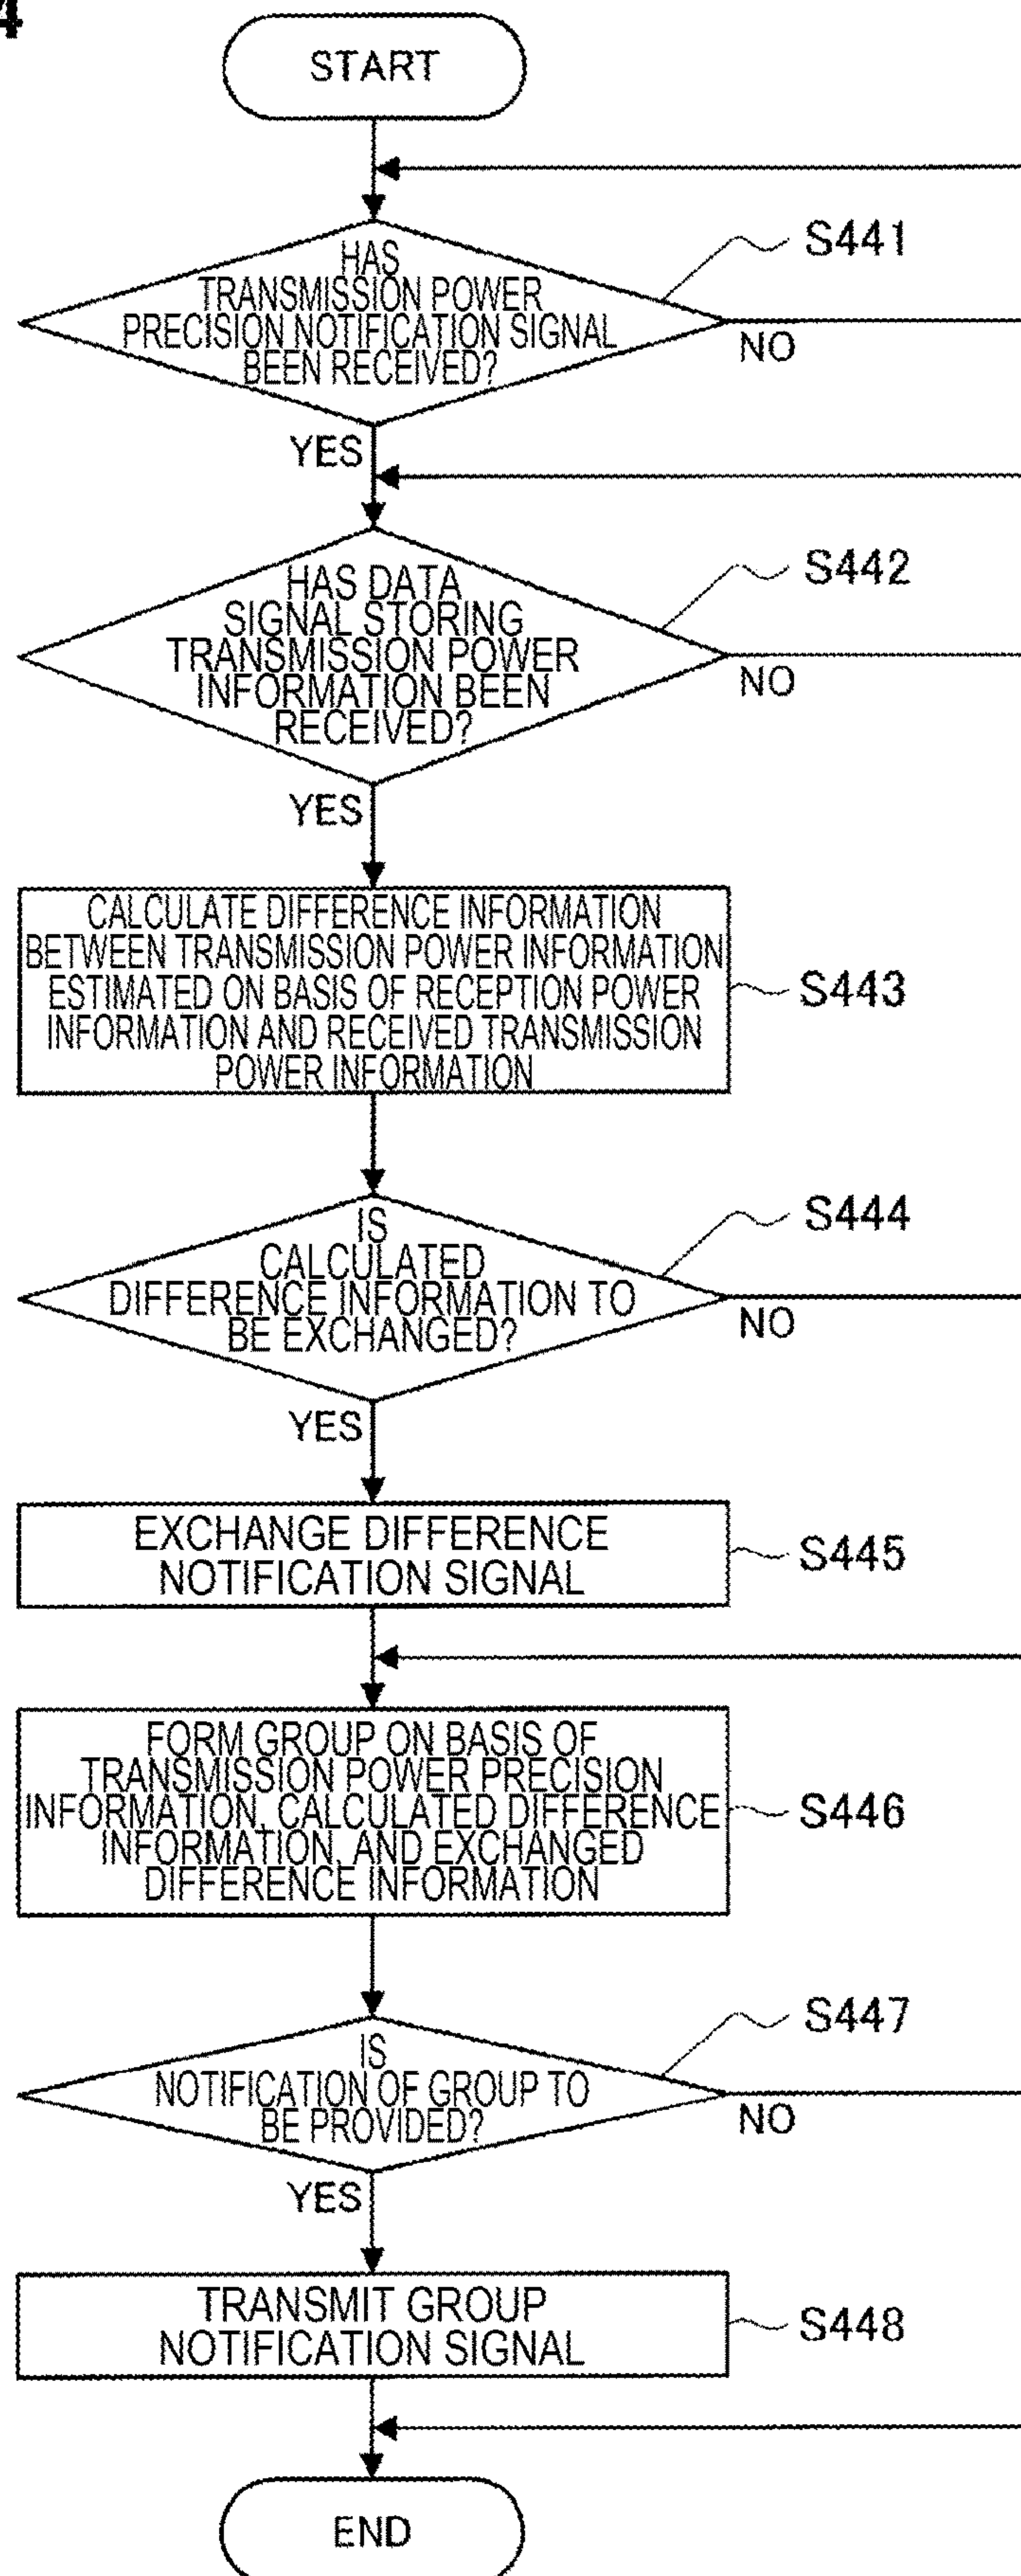 4
START
S441
HAS
TRANSMISSION POWER
PRECISION NOTIFICATION SIGNAL
BEEN RECEIVED?
NO
YES
S442
HAS DATA
SIGNAL STORING
TRANSMISSION POWER
INFORMATION BEEN
RECEIVED?
NO
YES
CALCULATE DIFFERENCE INFORMATION
BETWEEN TRANSMISSION POWER INFORMATION
ESTIMATED ON BASIS OF RECEPTION POWER
INFORMATION AND RECEIVED TRANSMISSION
POWER INFORMATION
S443
S444
IS
CALCULATED
DIFFERENCE INFORMATION TO
BE EXCHANGED?
NO
YES
EXCHANGE DIFFERENCE
NOTIFICATION SIGNAL
S445
FORM GROUP ON BASIS OF
TRANSMISSION POWER PRECISION
INFORMATION, CALCULATED DIFFERENCE
INFORMATION, AND EXCHANGED
DIFFERENCE INFORMATION
S446
S447
IS
NOTIFICATION OF GROUP TO
BE PROVIDED?
NO
YES
TRANSMIT GROUP
NOTIFICATION SIGNAL
S448
END